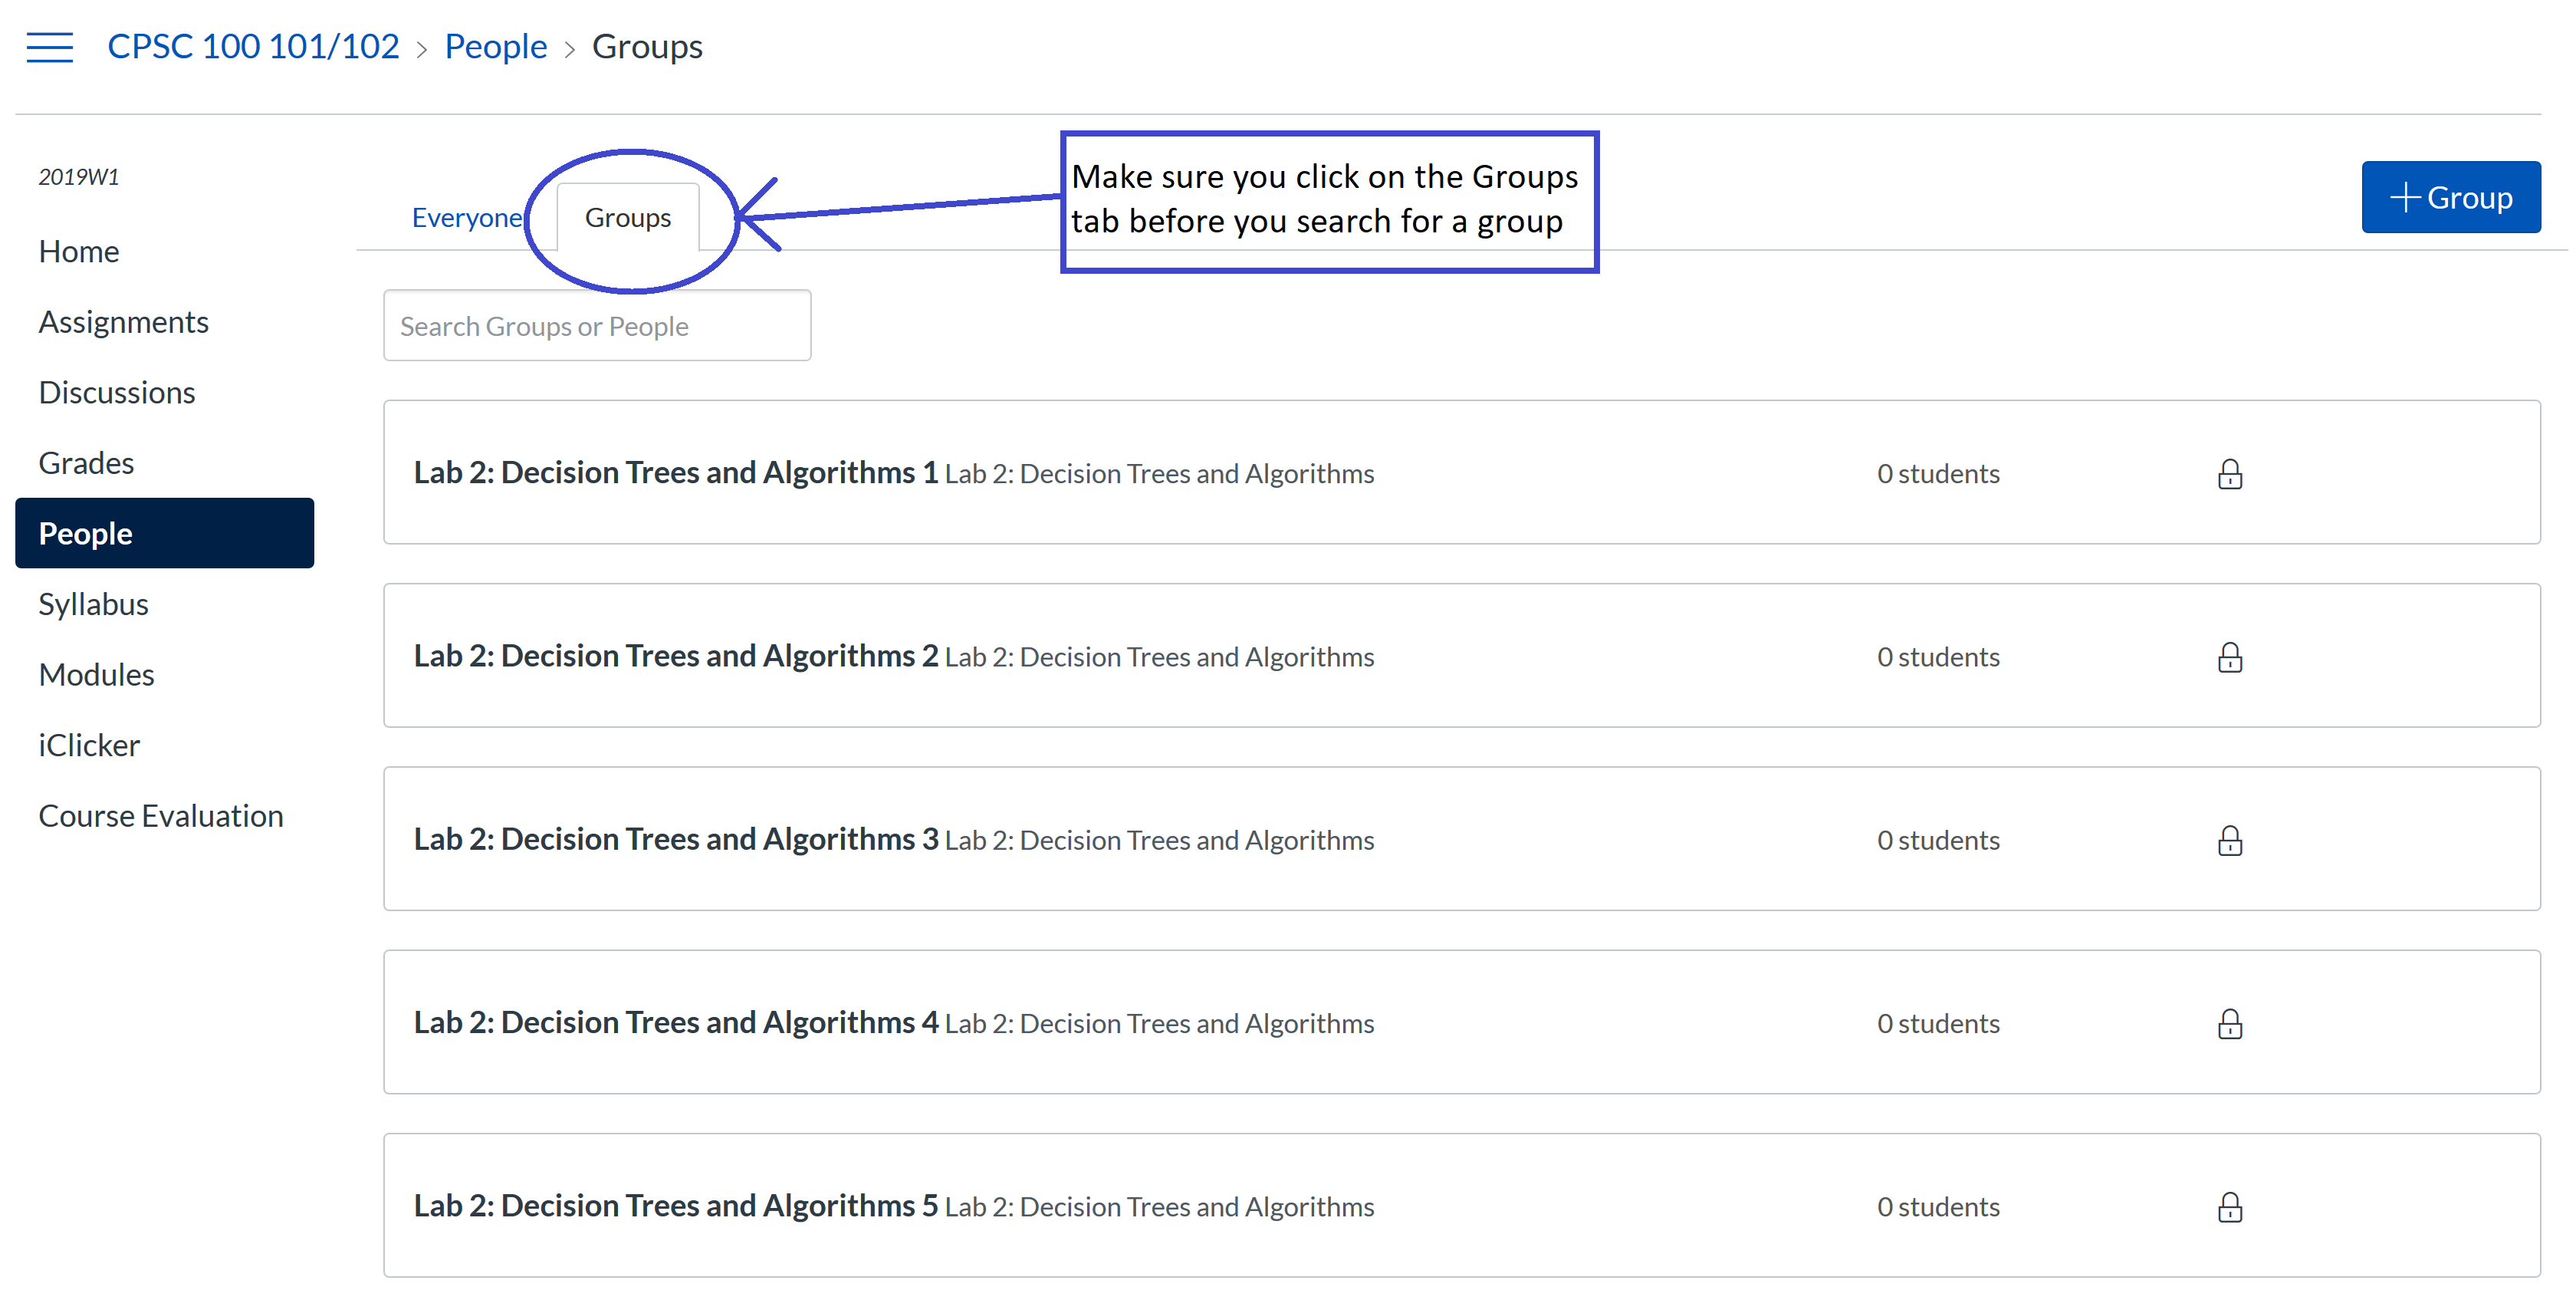 CPSC 100 101/102 > People > Groups
2019W1
Home
Assignments
Discussions
Grades
People
Syllabus
Modules
iClicker
Course Evaluation
Everyone
Groups
Make sure you click on the Groups
tab before you search for a group
+ Group
Search Groups or People
Lab 2: Decision Trees and Algorithms 1 Lab 2: Decision Trees and Algorithms 0 students
Lab 2: Decision Trees and Algorithms 2 Lab 2: Decision Trees and Algorithms 0 students
Lab 2: Decision Trees and Algorithms 3 Lab 2: Decision Trees and Algorithms 0 students
Lab 2: Decision Trees and Algorithms 4 Lab 2: Decision Trees and Algorithms 0 students
Lab 2: Decision Trees and Algorithms 5 Lab 2: Decision Trees and Algorithms 0 students